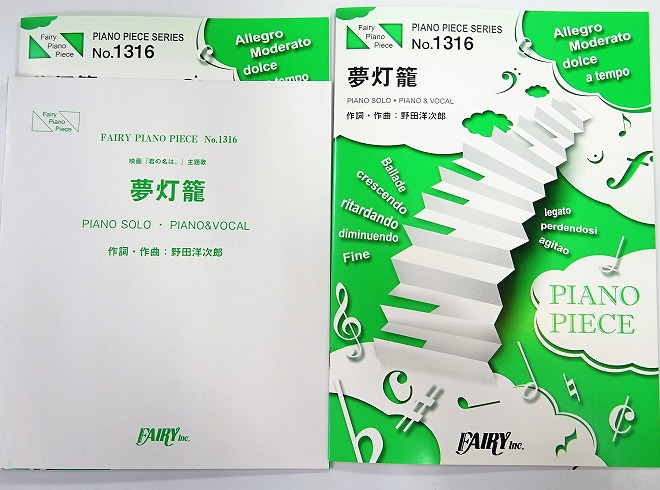 Fairy
Piano
Piece
PIANO PIECE SERIES
No.1316
Allegro
Moderato
dolce
a tempo
Fairy
Piano
Piece
FAIRY PIANO PIECE No.1316
映画『君の名は。』主題歌
夢灯籠
PIANO SOLO ・ PIANO&VOCAL
作詞・作曲：野田洋次郎
FAIRY inc.
Fairy
Piano
Piece
PIANO PIECE SERIES
No.1316
夢灯籠
PIANO SOLO・PIANO & VOCAL
作詞・作曲：野田洋次郎
Allegro
Moderato
dolce
a tempo
Ballade
crescendo
ritardando
diminuendo
Fine
legato
perdendosi
agitao
PIANO
PIECE
FAIRY inc.